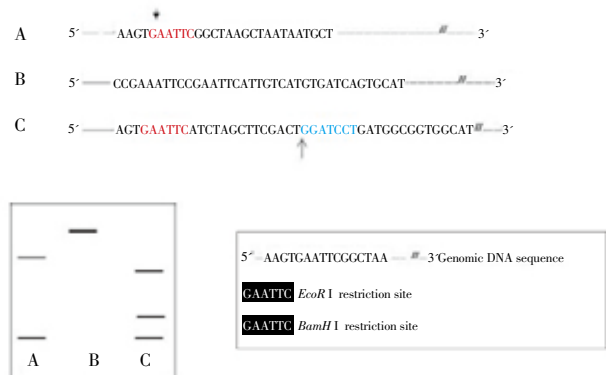 A 5´ AAGTGAATTCGGCTAAGCTAATAATGCT 3´
B 5´ CCGAAATTCCGAATTCATTGTCATGTGATCAGTGCAT 3´
C 5´ AGTGAATTCATCTAGCTTCGACTGGATCCTGATGGCGGTGGCAT 3´
A B C
5´ AAGTGAATTCGGCTAA 3´Genomic DNA sequence
GAATTC EcoR I restriction site
GAATTC BamH I restriction site